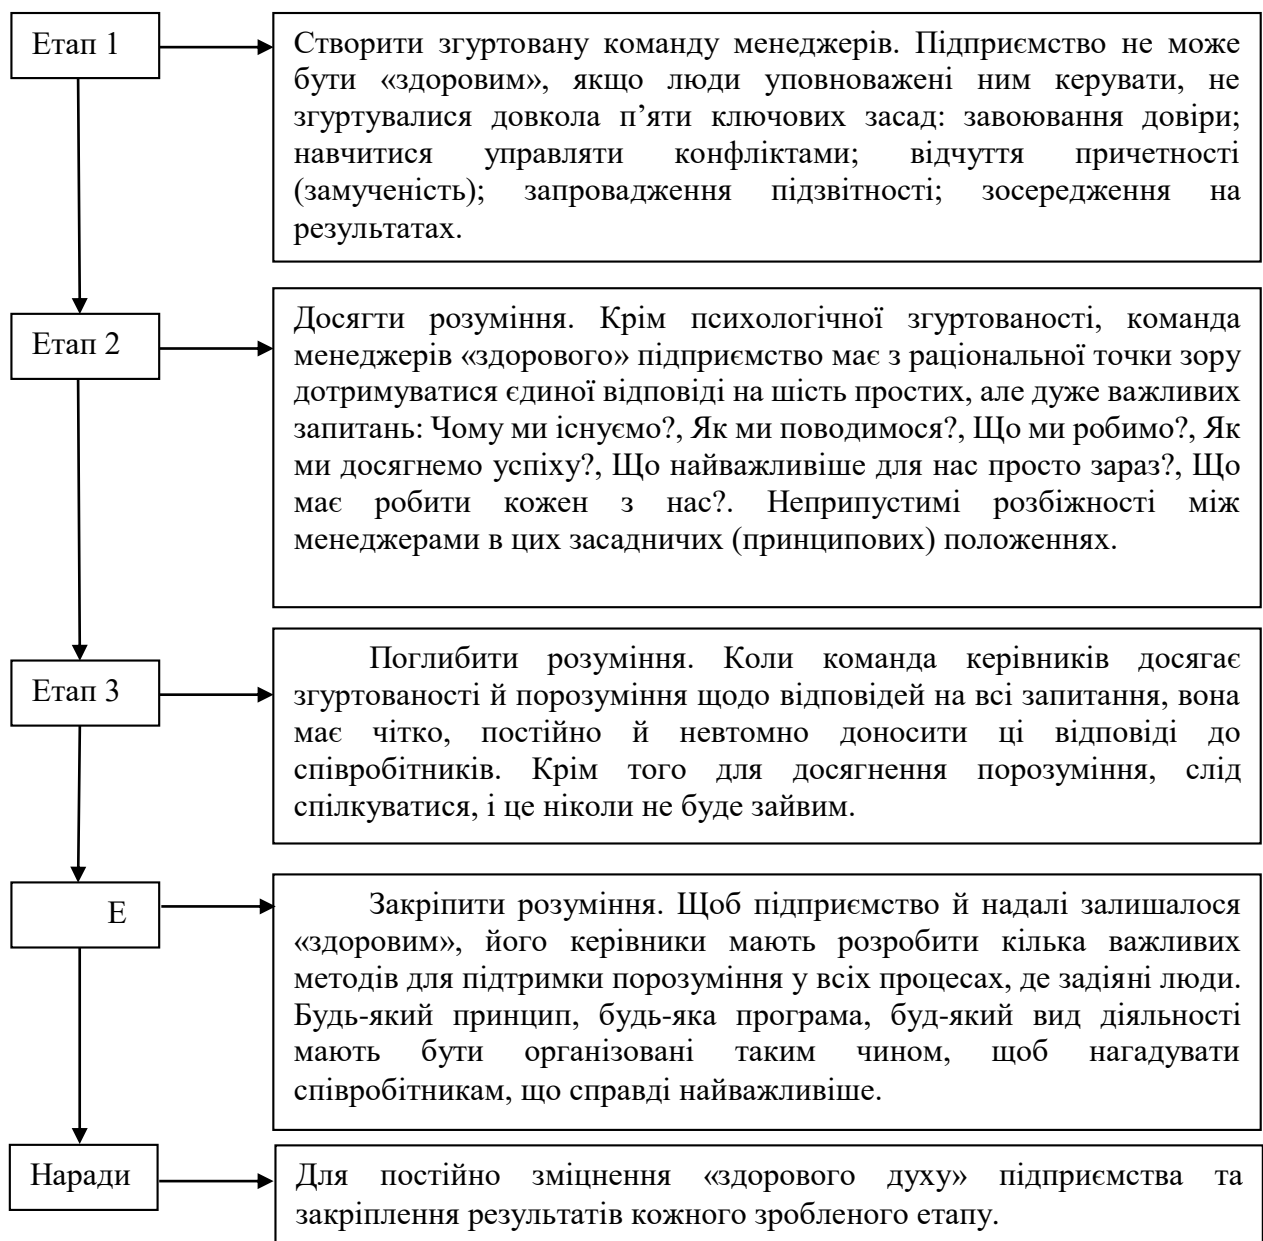 Етап 1
Створити згуртовану команду менеджерів. Підприємство не може
бути «здоровим», якщо люди уповноважені ним керувати, не
згуртувалися довкола п’яти ключових засад: завоювання довіри;
навчитися управляти конфліктами; відчуття причетності
(замученість); запровадження підзвітності; зосередження на
результатах.
Етап 2
Досягти розуміння. Крім психологічної згуртованості, команда
менеджерів «здорового» підприємство має з раціональної точки зору
дотримуватися єдиної відповіді на шість простих, але дуже важливих
запитань: Чому ми існуємо?, Як ми поводимося?, Що ми робимо?, Як
ми досягнемо успіху?, Що найважливіше для нас просто зараз?, Що
має робити кожен з нас?. Неприпустимі розбіжності між
менеджерами в цих засадничих (принципових) положеннях.
Етап 3
Поглибити розуміння. Коли команда керівників досягає
згуртованості й порозуміння щодо відповідей на всі запитання, вона
має чітко, постійно й невтомно доносити ці відповіді до
співробітників. Крім того для досягнення порозуміння, слід
спілкуватися, і це ніколи не буде зайвим.
Е
Закріпити розуміння. Щоб підприємство й надалі залишалося
«здоровим», його керівники мають розробити кілька важливих
методів для підтримки порозуміння у всіх процесах, де задіяні люди.
Будь-який принцип, будь-яка програма, буд-який вид діяльності
мають бути організовані таким чином, щоб нагадувати
співробітникам, що справді найважливіше.
Наради
Для постійно зміцнення «здорового духу» підприємства та
закріплення результатів кожного зробленого етапу.